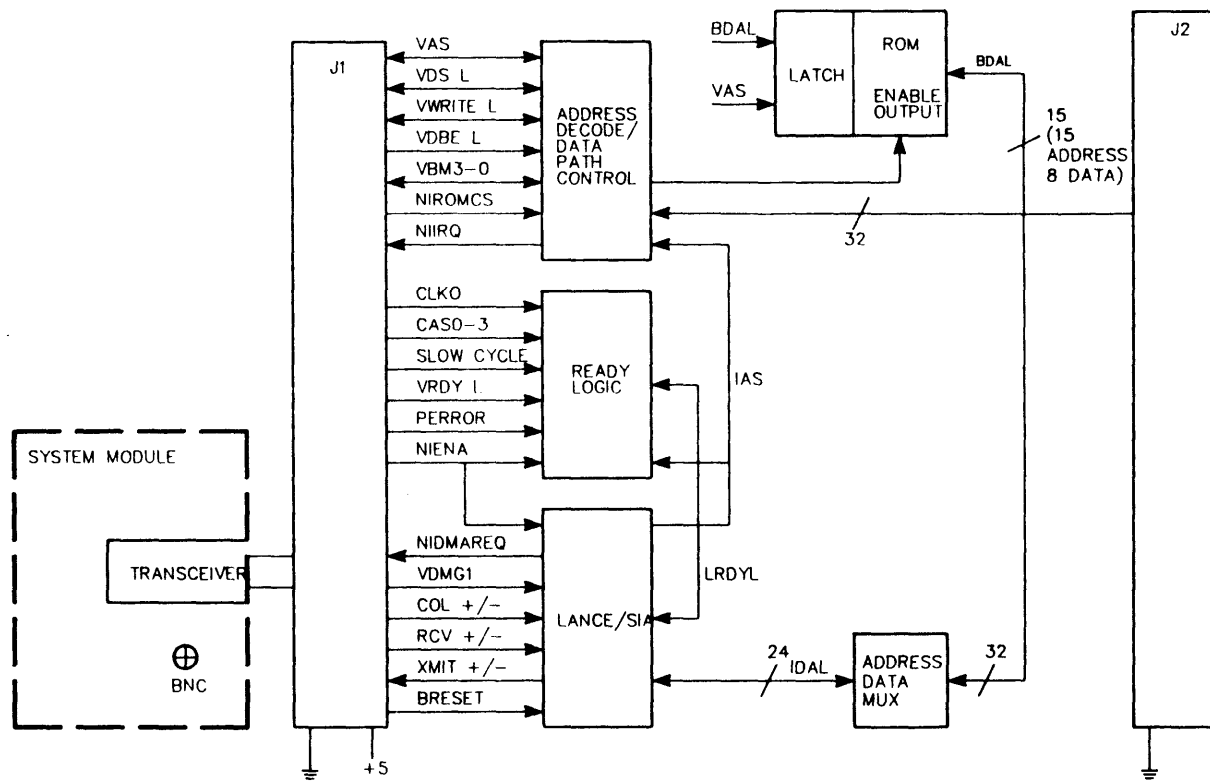 J1
VAS
VDS L
VWRITE L
VDBE L
VBM3-0
NIROMCS
NIIRQ
ADDRESS
DECODE/
DATA
PATH
CONTROL
BDAL
VAS
LATCH
ROM
ENABLE
OUTPUT
BDAL
15
(15
ADDRESS
8 DATA)
J2
32
CLKO
CASO-3
SLOW CYCLE
VRDY L
PERROR
NIENA
READY
LOGIC
IAS
SYSTEM MODULE
TRANSCEIVER
BNC
NIDMAREQ
VDMG1
COL +/-
RCV +/-
XMIT +/-
BRESET
LANCE/SIA
LRDYL
24
IDAL
ADDRESS
DATA
MUX
32
+5